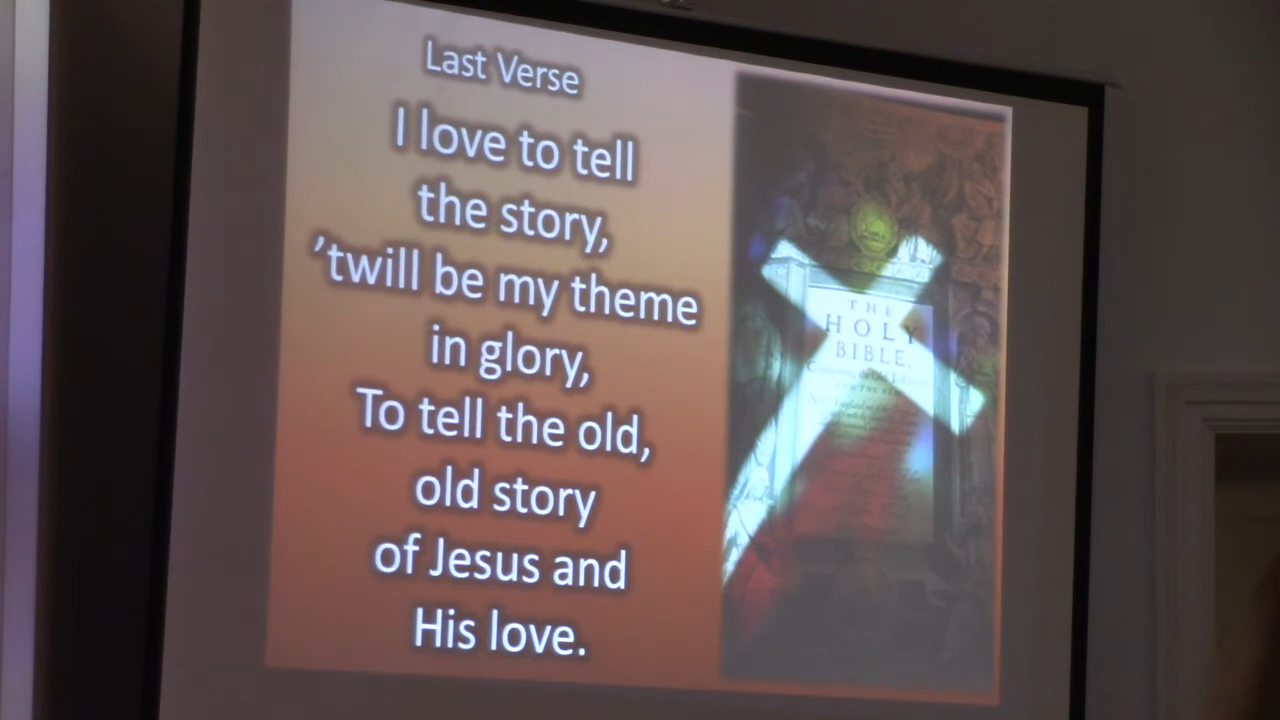 Last Verse
I love to tell
the story,
’twill be my theme
in glory,
To tell the old,
old story
of Jesus and
His love.
THE
HOLY
BIBLE,